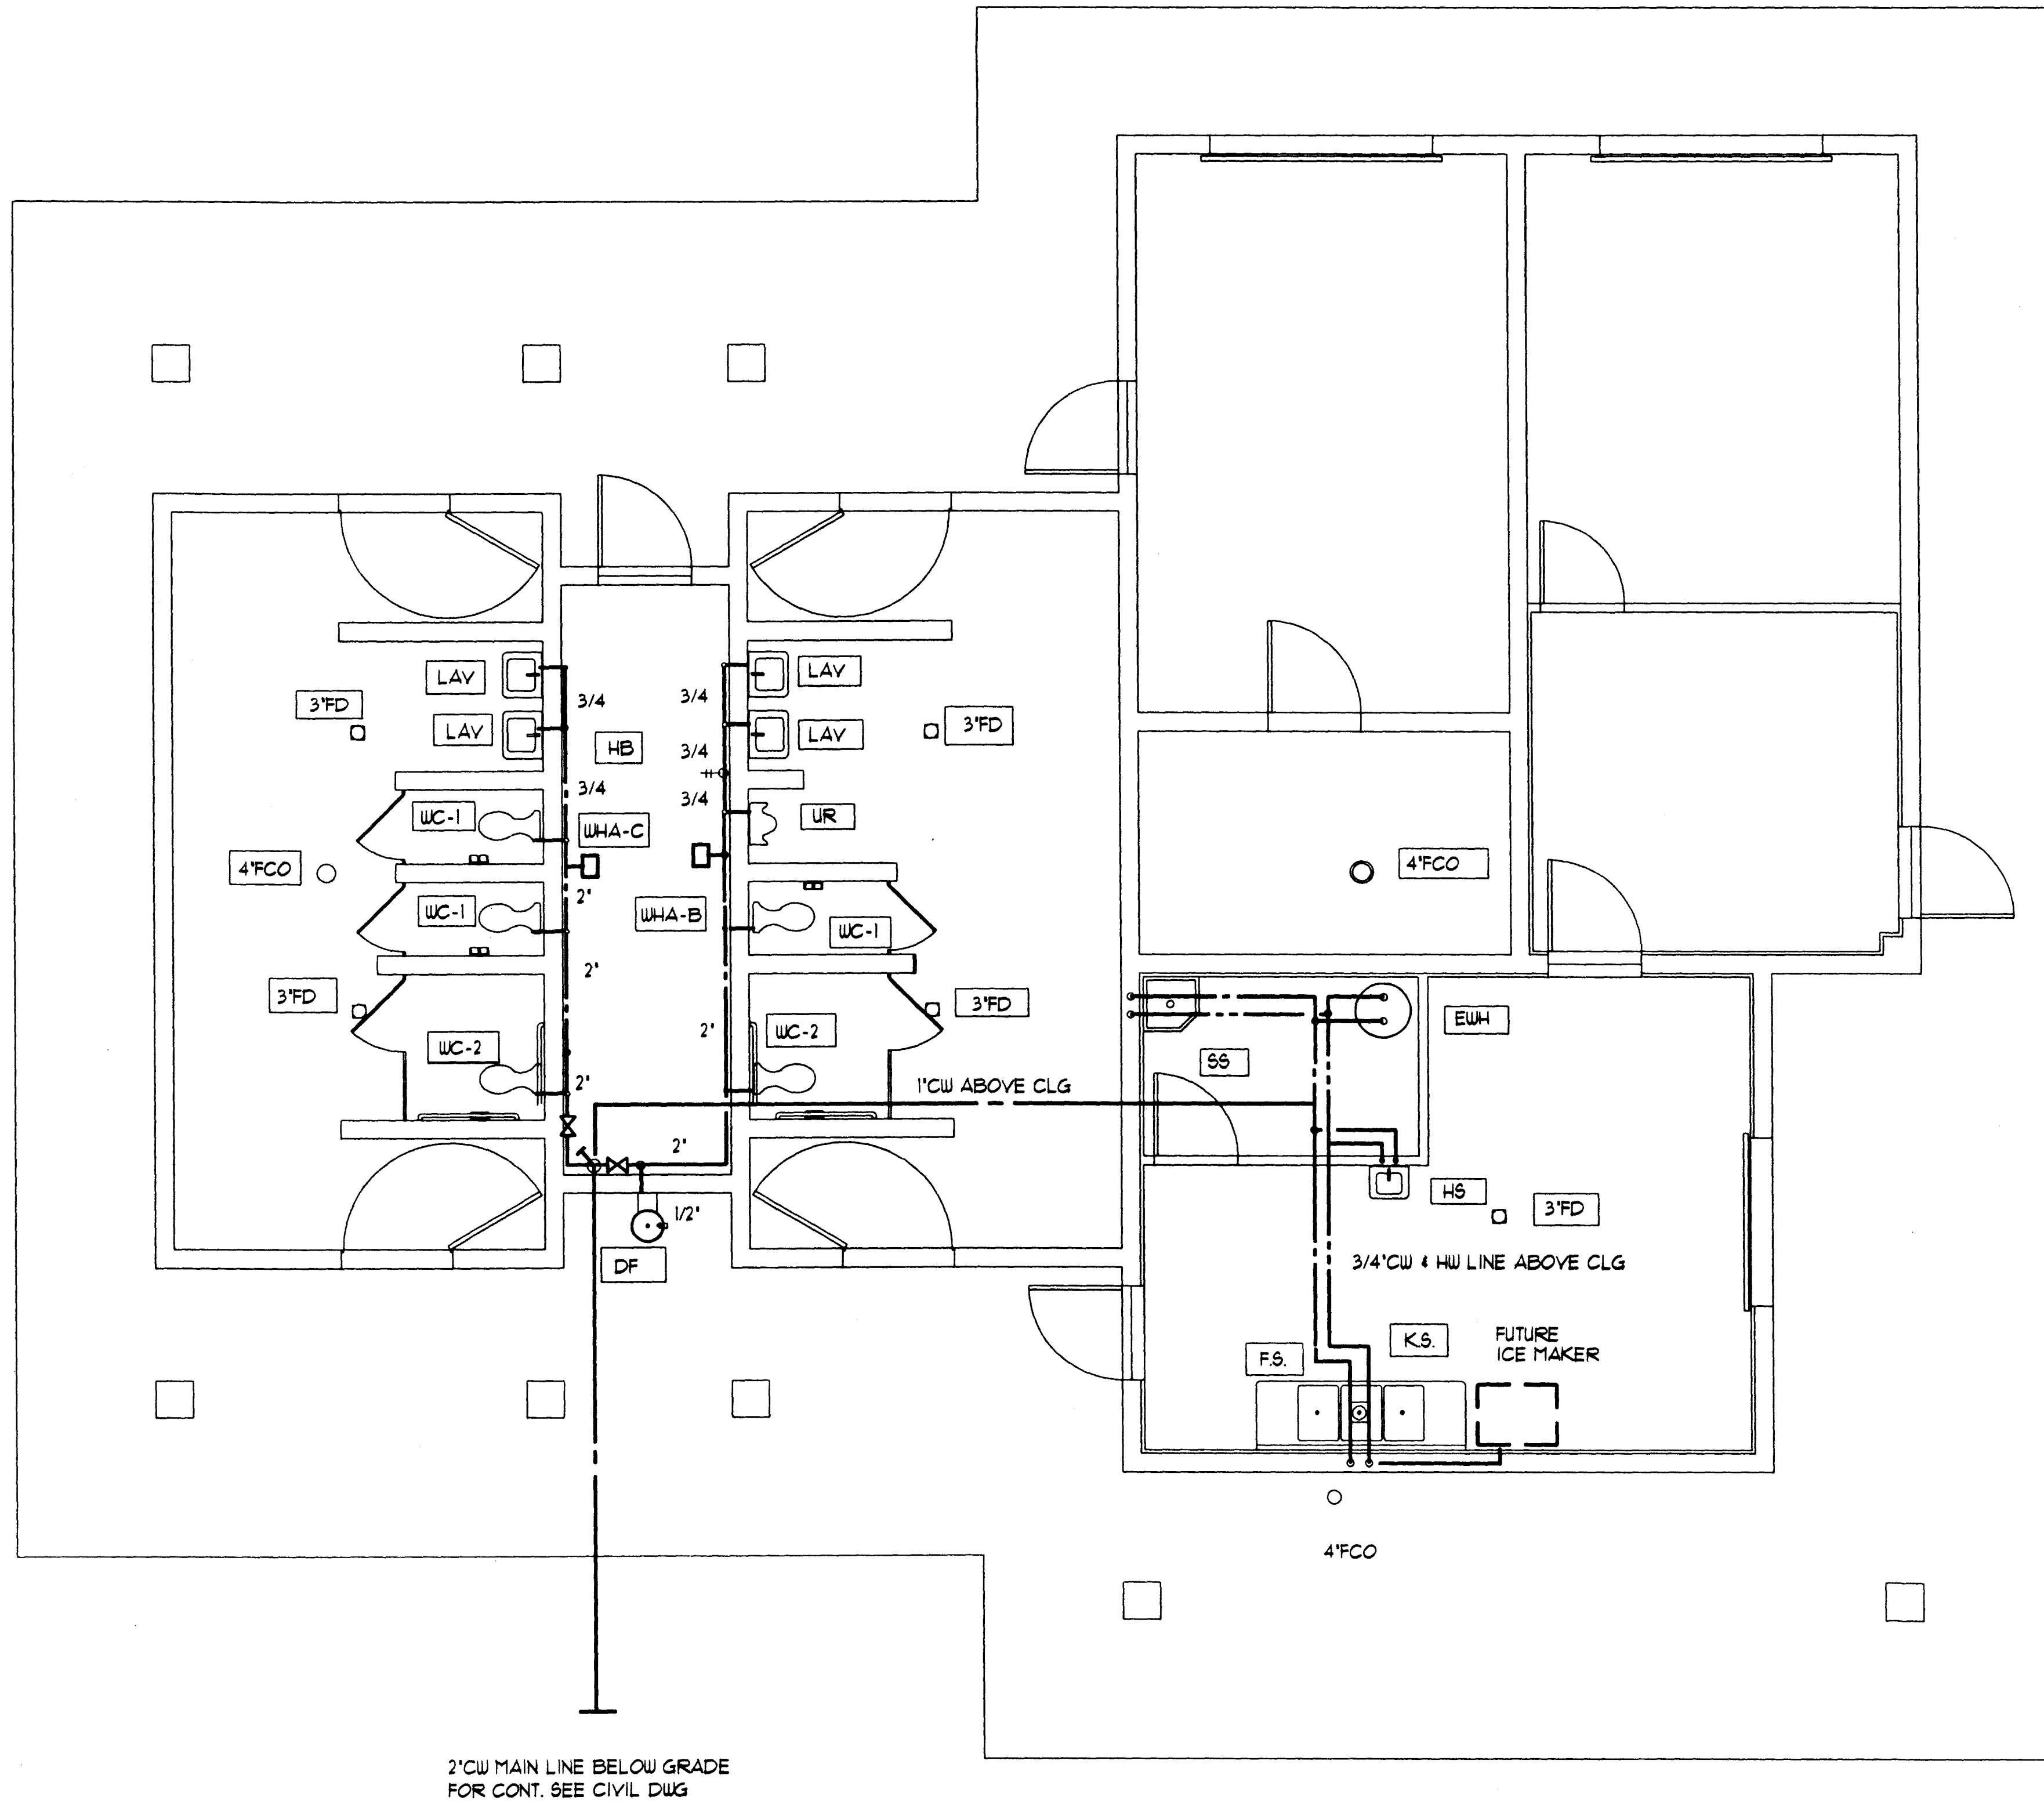 LAV
LAV
3"FD
3/4
3/4
3"FD
LAV
HB
3/4
LAV
3/4
3/4
WC-1
WHA-C
UR
4"FCO
4"FCO
2"
WC-1
WHA-B
WC-1
2"
3"FD
3"FD
2"
WC-2
EWH
WC-2
SS
2"
1"CW ABOVE CLG
2"
HS
3"FD
1/2"
DF
3/4"CW & HW LINE ABOVE CLG
K.S.
FUTURE
ICE MAKER
F.S.
4"FCO
2"CW MAIN LINE BELOW GRADE
FOR CONT. SEE CIVIL DWG